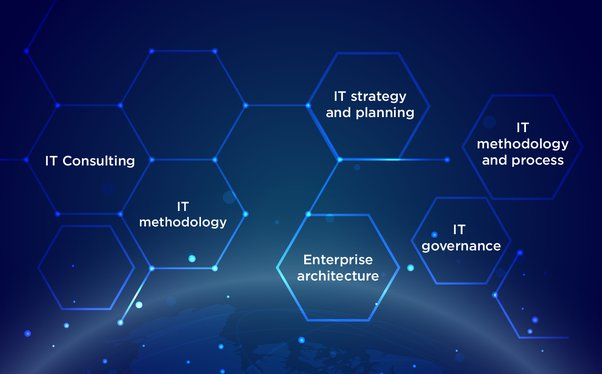 IT strategy
and planning
IT
methodology
and process
IT Consulting
IT
methodology
IT
governance
Enterprise
architecture